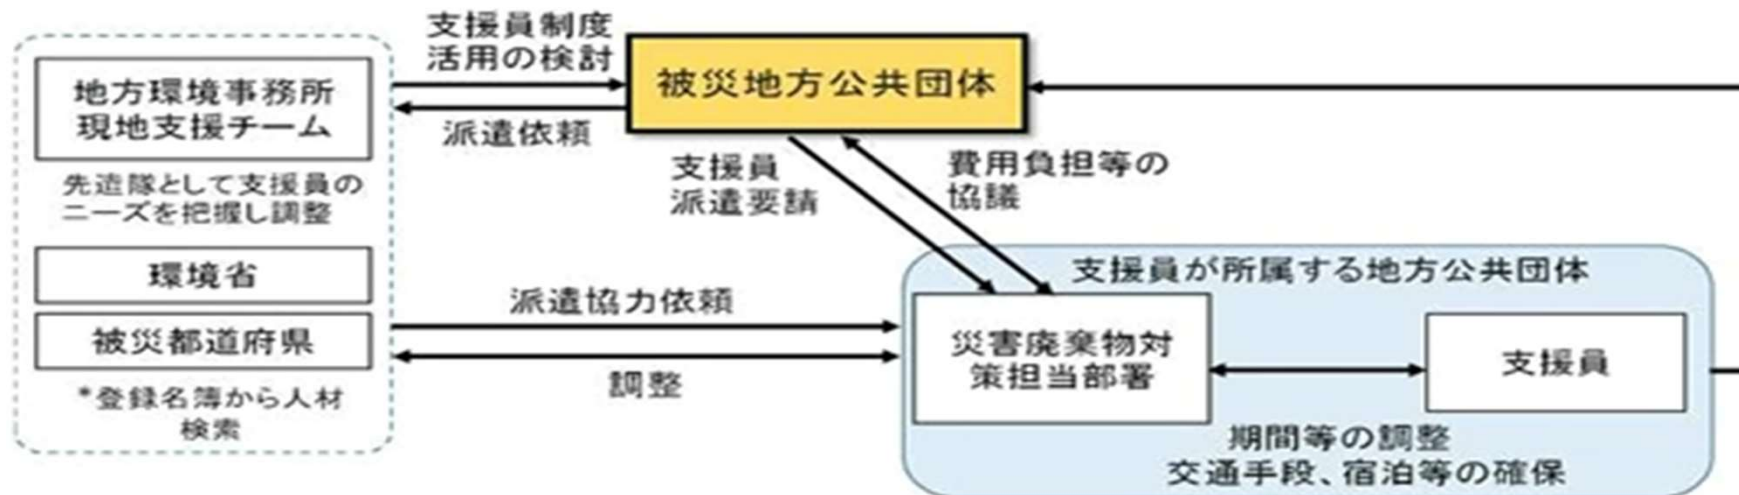 支援員制度
活用の検討
被災地方公共団体
地方環境事務所
現地支援チーム
派遣依頼
先遣隊として支援員の
ニーズを把握し調整
支援員
派遣要請
費用負担等の
協議
環境省
被災都道府県
*登録名簿から人材
検索
派遣協力依頼
調整
支援員が所属する地方公共団体
災害廃棄物対
策担当部署
支援員
期間等の調整
交通手段、宿泊等の確保